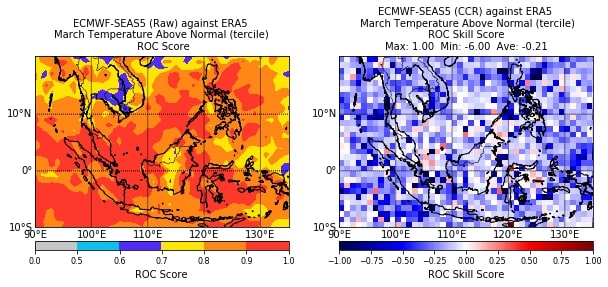 ECMWF-SEAS5 (Raw) against ERA5
March Temperature Above Normal (tercile)
ROC Score
10°N
0°
10°S
90°E 100°E 110°E 120°E 130°E
0.0 0.5 0.6 0.7 0.8 0.9 1.0
ROC Score
ECMWF-SEAS5 (CCR) against ERA5
March Temperature Above Normal (tercile)
ROC Skill Score
Max: 1.00 Min: -6.00 Ave: -0.21
10°N
0°
10°S
90°E 100°E 110°E 120°E 130°E
−1.00 −0.75 −0.50 −0.25 0.00 0.25 0.50 0.75 1.00
ROC Skill Score